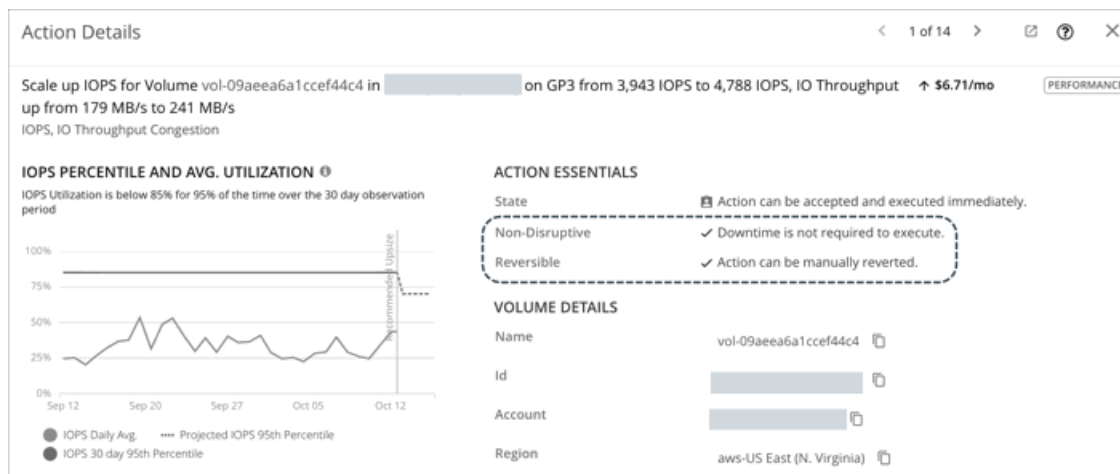 Action Details
1 of 14
Scale up IOPS for Volume vol-09aeea6a1ccef44c4 in on GP3 from 3,943 IOPS to 4,788 IOPS, IO Throughput ↑ $6.71/mo PERFORMANCE
up from 179 MB/s to 241 MB/s
IOPS, IO Throughput Congestion
IOPS PERCENTILE AND AVG. UTILIZATION
IOPS Utilization is below 85% for 95% of the time over the 30 day observation
period
100%
75%
50%
25%
0%
Recommended Upsize
Sep 12 Sep 20 Sep 27 Oct 05 Oct 12
IOPS Daily Avg. Projected IOPS 95th Percentile
IOPS 30 day 95th Percentile
ACTION ESSENTIALS
State Action can be accepted and executed immediately.
Non-Disruptive ✓ Downtime is not required to execute.
Reversible ✓ Action can be manually reverted.
VOLUME DETAILS
Name vol-09aeea6a1ccef44c4
Id
Account
Region aws-US East (N. Virginia)